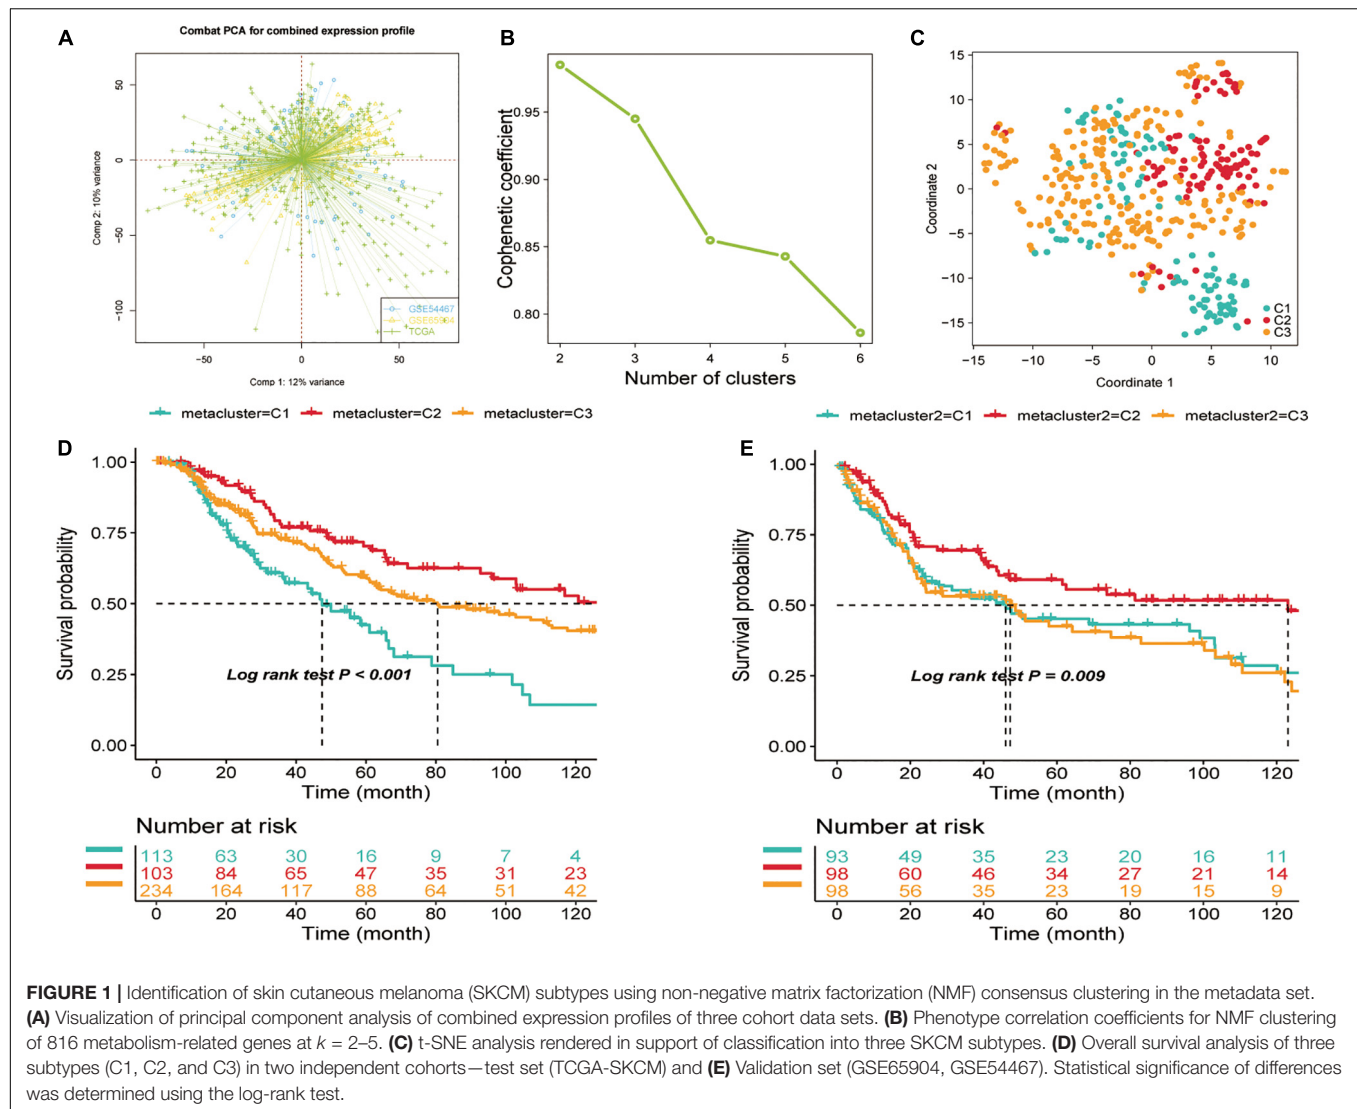 A
Combat PCA for combined expression profile
50
0
−50
−100
Comp 2: 10% variance
−50 0 50
Comp 1: 12% variance
GSE54467
GSE65904
TCGA
B
0.95
0.90
0.85
0.80
Cophenetic coefficient
2 3 4 5 6
Number of clusters
C
15
10
5
0
−5
−10
−15
Coordinate 2
−15 −10 −5 0 5 10
Coordinate 1
C1
C2
C3
metacluster=C1 metacluster=C2 metacluster=C3
D
1.00
0.75
0.50
0.25
0.00
Survival probability
Log rank test P < 0.001
0 20 40 60 80 100 120
Time (month)
Number at risk
113 63 30 16 9 7 4
103 84 65 47 35 31 23
234 164 117 88 64 51 42
0 20 40 60 80 100 120
Time (month)
metacluster2=C1 metacluster2=C2 metacluster2=C3
E
1.00
0.75
0.50
0.25
0.00
Survival probability
Log rank test P = 0.009
0 20 40 60 80 100 120
Time (month)
Number at risk
93 49 35 23 20 16 11
98 60 46 34 27 21 14
98 56 35 23 19 15 9
0 20 40 60 80 100 120
Time (month)
FIGURE 1 | Identification of skin cutaneous melanoma (SKCM) subtypes using non-negative matrix factorization (NMF) consensus clustering in the metadata set.
(A) Visualization of principal component analysis of combined expression profiles of three cohort data sets. (B) Phenotype correlation coefficients for NMF clustering
of 816 metabolism-related genes at k = 2–5. (C) t-SNE analysis rendered in support of classification into three SKCM subtypes. (D) Overall survival analysis of three
subtypes (C1, C2, and C3) in two independent cohorts—test set (TCGA-SKCM) and (E) Validation set (GSE65904, GSE54467). Statistical significance of differences
was determined using the log-rank test.